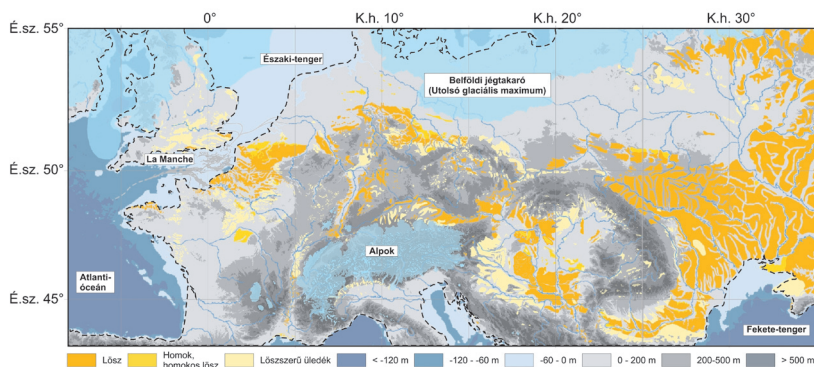 0°
K.h. 10°
K.h. 20°
K.h. 30°
É.sz. 55°
Északi-tenger
Belföldi jégtakaró
(Utolsó glaciális maximum)
La Manche
É.sz. 50°
Alpok
Atlanti-
óceán
É.sz. 45°
Fekete-tenger
Lösz
Homok,
homokos lösz
Löszszerű üledék
< -120 m
-120 - -60 m
-60 - 0 m
0 - 200 m
200-500 m
> 500 m